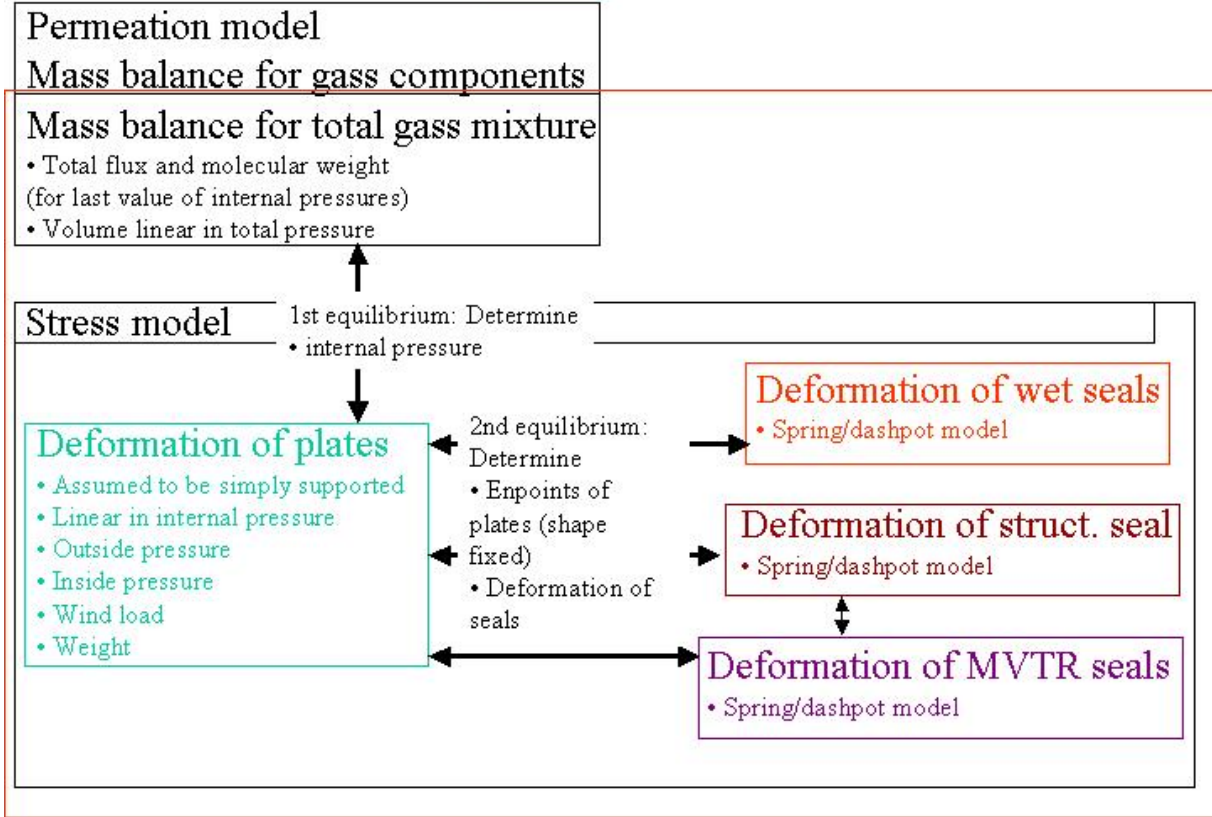 Permeation model
Mass balance for gass components
Mass balance for total gass mixture
• Total flux and molecular weight
(for last value of internal pressures)
• Volume linear in total pressure
Stress model
1st equilibrium: Determine
• internal pressure
Deformation of plates
• Assumed to be simply supported
• Linear in internal pressure
• Outside pressure
• Inside pressure
• Wind load
• Weight
2nd equilibrium:
Determine
• Enpoints of
plates (shape
fixed)
• Deformation of
seals
Deformation of wet seals
• Spring/dashpot model
Deformation of struct. seal
• Spring/dashpot model
Deformation of MVTR seals
• Spring/dashpot model